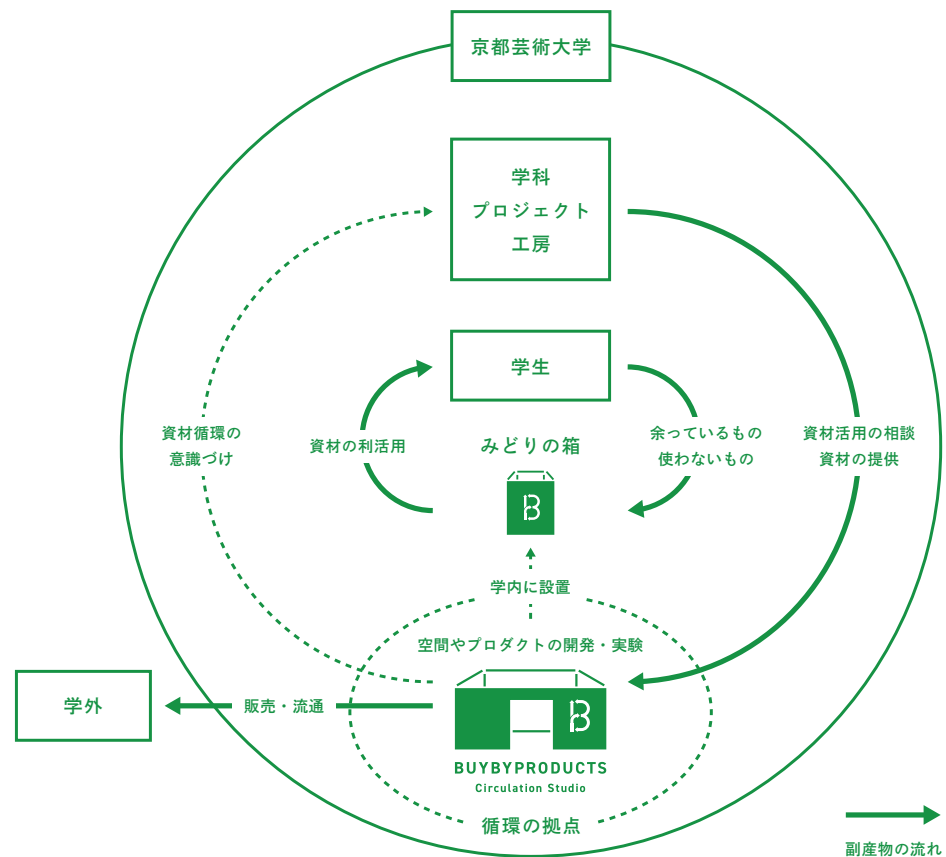 京都芸術大学
学科
プロジェクト
工房
学生
資材循環の
意識づけ
資材の利活用
みどりの箱
余っているもの
使わないもの
資材活用の相談
資材の提供
B
学内に設置
空間やプロダクトの開発・実験
学外
販売・流通
B
BUYBYPRODUCTS
Circulation Studio
循環の拠点
副産物の流れ